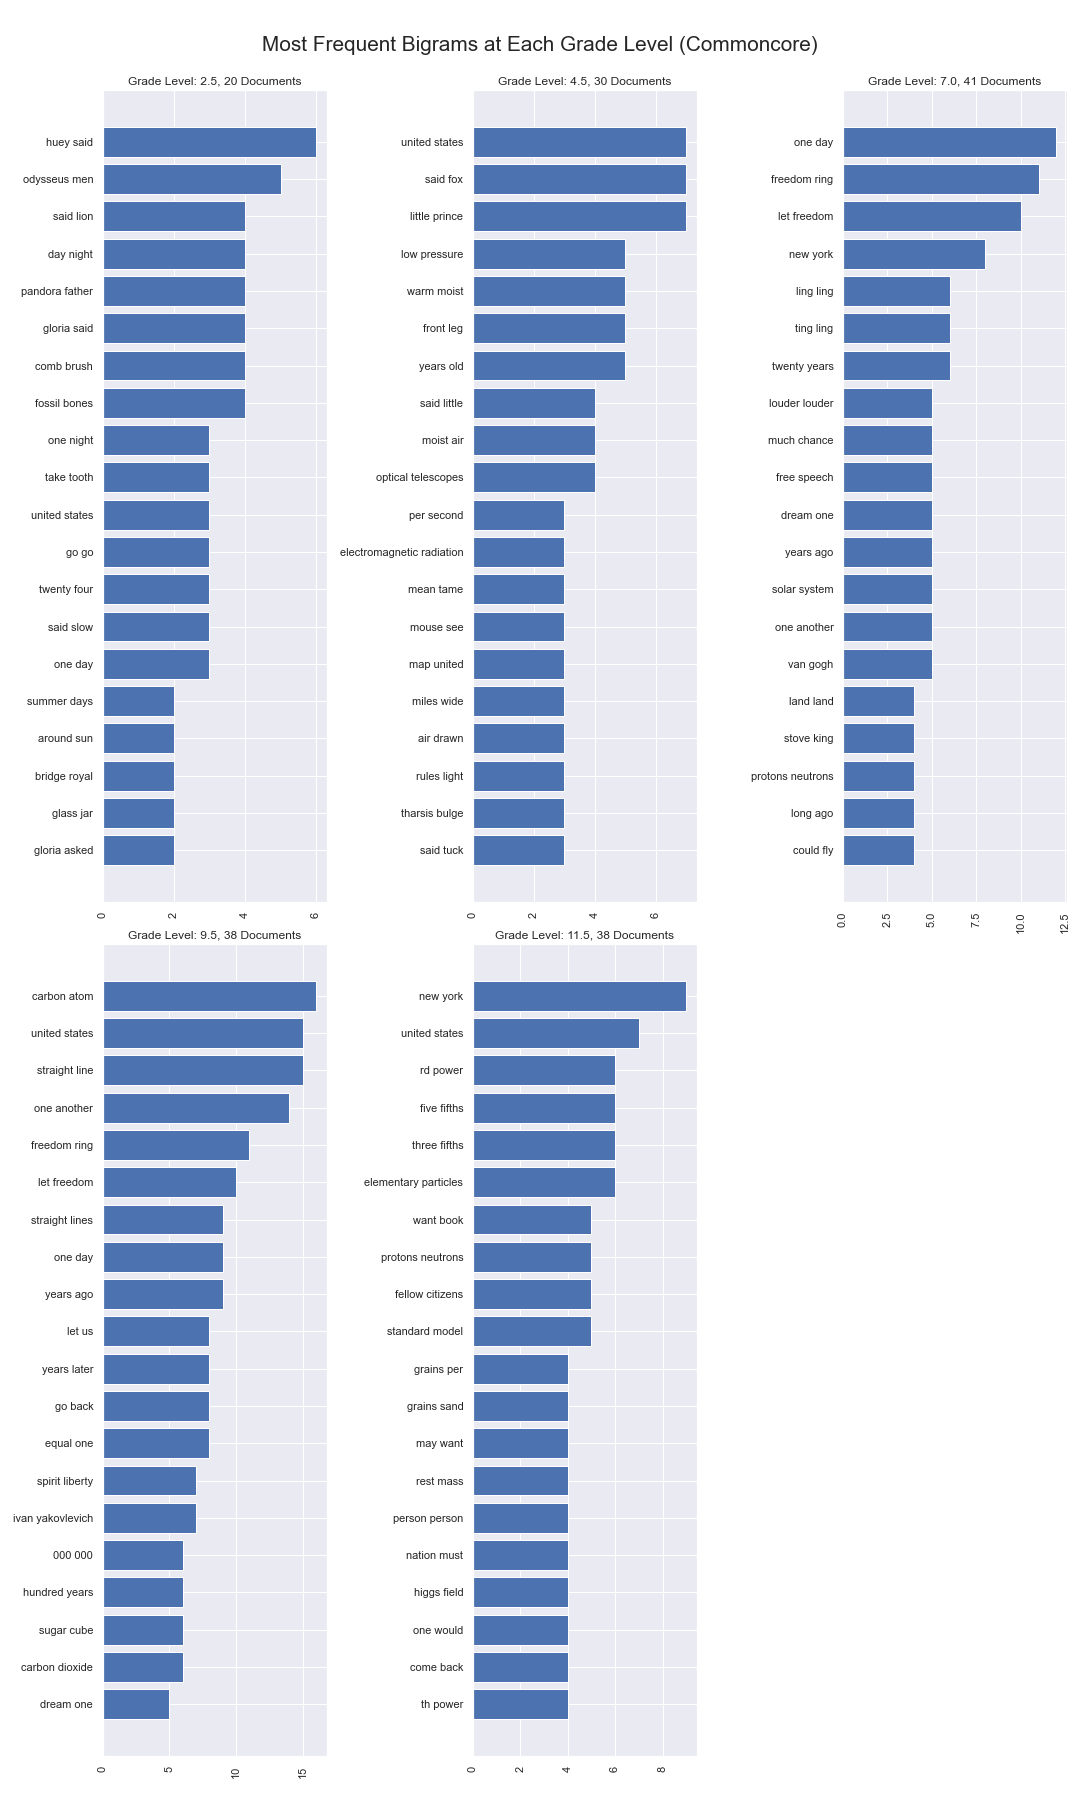 Most Frequent Bigrams at Each Grade Level (Commoncore)
Grade Level: 2.5, 20 Documents
huey said
odysseus men
said lion
day night
pandora father
gloria said
comb brush
fossil bones
one night
take tooth
united states
go go
twenty four
said slow
one day
summer days
around sun
bridge royal
glass jar
gloria asked
0 2 4 6
Grade Level: 4.5, 30 Documents
united states
said fox
little prince
low pressure
warm moist
front leg
years old
said little
moist air
optical telescopes
per second
electromagnetic radiation
mean tame
mouse see
map united
miles wide
air drawn
rules light
tharsis bulge
said tuck
0 2 4 6
Grade Level: 7.0, 41 Documents
one day
freedom ring
let freedom
new york
ling ling
ting ling
twenty years
louder louder
much chance
free speech
dream one
years ago
solar system
one another
van gogh
land land
stove king
protons neutrons
long ago
could fly
0.0 2.5 5.0 7.5 10.0 12.5
Grade Level: 9.5, 38 Documents
carbon atom
united states
straight line
one another
freedom ring
let freedom
straight lines
one day
years ago
let us
years later
go back
equal one
spirit liberty
ivan yakovlevich
000 000
hundred years
sugar cube
carbon dioxide
dream one
0 5 10 15
Grade Level: 11.5, 38 Documents
new york
united states
rd power
five fifths
three fifths
elementary particles
want book
protons neutrons
fellow citizens
standard model
grains per
grains sand
may want
rest mass
person person
nation must
higgs field
one would
come back
th power
0 2 4 6 8